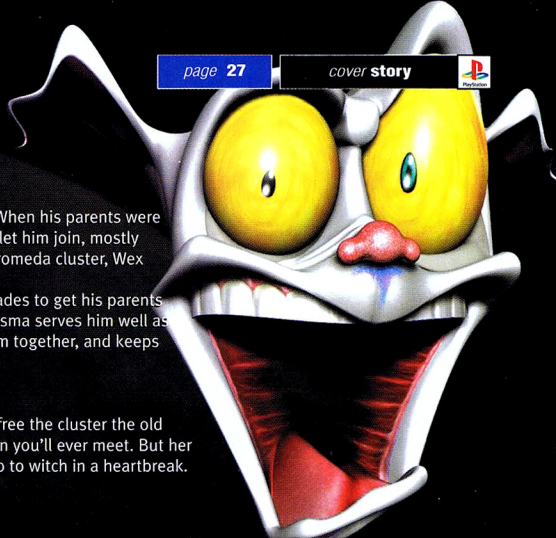 page 27
cover story
PlayStation
When his parents were
let him join, mostly
romeda cluster, Wex
ades to get his parents
sma serves him well as
m together, and keeps
free the cluster the old
n you'll ever meet. But her
o to witch in a heartbreak.